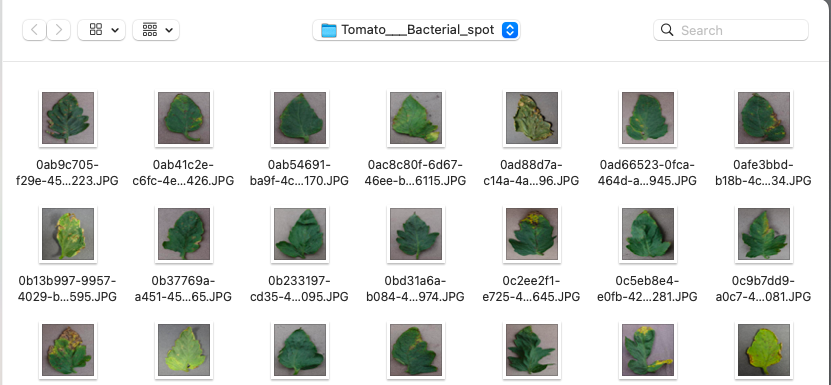 Tomato___Bacterial_spot
Search
0ab9c705-
f29e-45...223.JPG
0ab41c2e-
c6fc-4e...426.JPG
0ab54691-
ba9f-4c...170.JPG
0ac8c80f-6d67-
46ee-b...6115.JPG
0ad88d7a-
c14a-4a...96.JPG
0ad66523-0fca-
464d-a...945.JPG
0afe3bbd-
b18b-4c...34.JPG
0b13b997-9957-
4029-b...595.JPG
0b37769a-
a451-45...65.JPG
0b233197-
cd35-4...095.JPG
0bd31a6a-
b084-4...974.JPG
0c2ee2f1-
e725-4...645.JPG
0c5eb8e4-
e0fb-42...281.JPG
0c9b7dd9-
a0c7-4...081.JPG